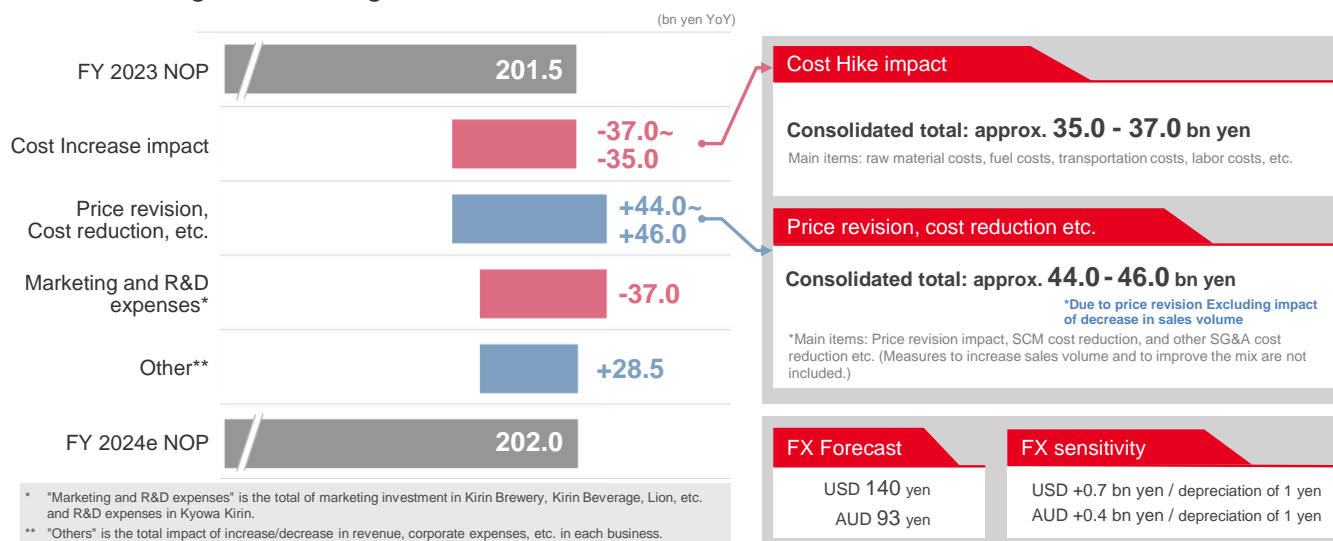 (bn yen YoY)
FY 2023 NOP
201.5
Cost Increase impact
-37.0~
-35.0
Price revision,
Cost reduction, etc.
+44.0~
+46.0
Marketing and R&D
expenses*
-37.0
Other**
+28.5
FY 2024e NOP
202.0
* "Marketing and R&D expenses" is the total of marketing investment in Kirin Brewery, Kirin Beverage, Lion, etc.
and R&D expenses in Kyowa Kirin.
** "Others" is the total impact of increase/decrease in revenue, corporate expenses, etc. in each business.
Cost Hike impact
Consolidated total: approx. 35.0 - 37.0 bn yen
Main items: raw material costs, fuel costs, transportation costs, labor costs, etc.
Price revision, cost reduction etc.
Consolidated total: approx. 44.0 - 46.0 bn yen
*Due to price revision Excluding impact
of decrease in sales volume
*Main items: Price revision impact, SCM cost reduction, and other SG&A cost
reduction etc. (Measures to increase sales volume and to improve the mix are not
included.)
FX Forecast
USD 140 yen
AUD 93 yen
FX sensitivity
USD +0.7 bn yen / depreciation of 1 yen
AUD +0.4 bn yen / depreciation of 1 yen